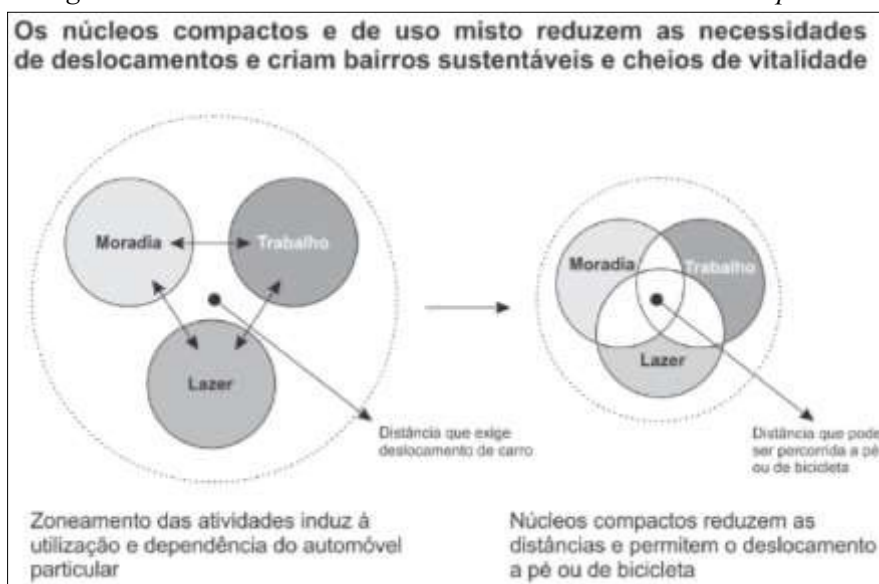 Os núcleos compactos e de uso misto reduzem as necessidades
de deslocamentos e criam bairros sustentáveis e cheios de vitalidade
Moradia
Trabalho
Lazer
Distância que exige
deslocamento de carro
Zoneamento das atividades induz à
utilização e dependência do automóvel
particular
Moradia
Trabalho
Lazer
Distância que pode
ser percorrida a pé
ou de bicicleta
Núcleos compactos reduzem as
distâncias e permitem o deslocamento
a pé ou de bicicleta